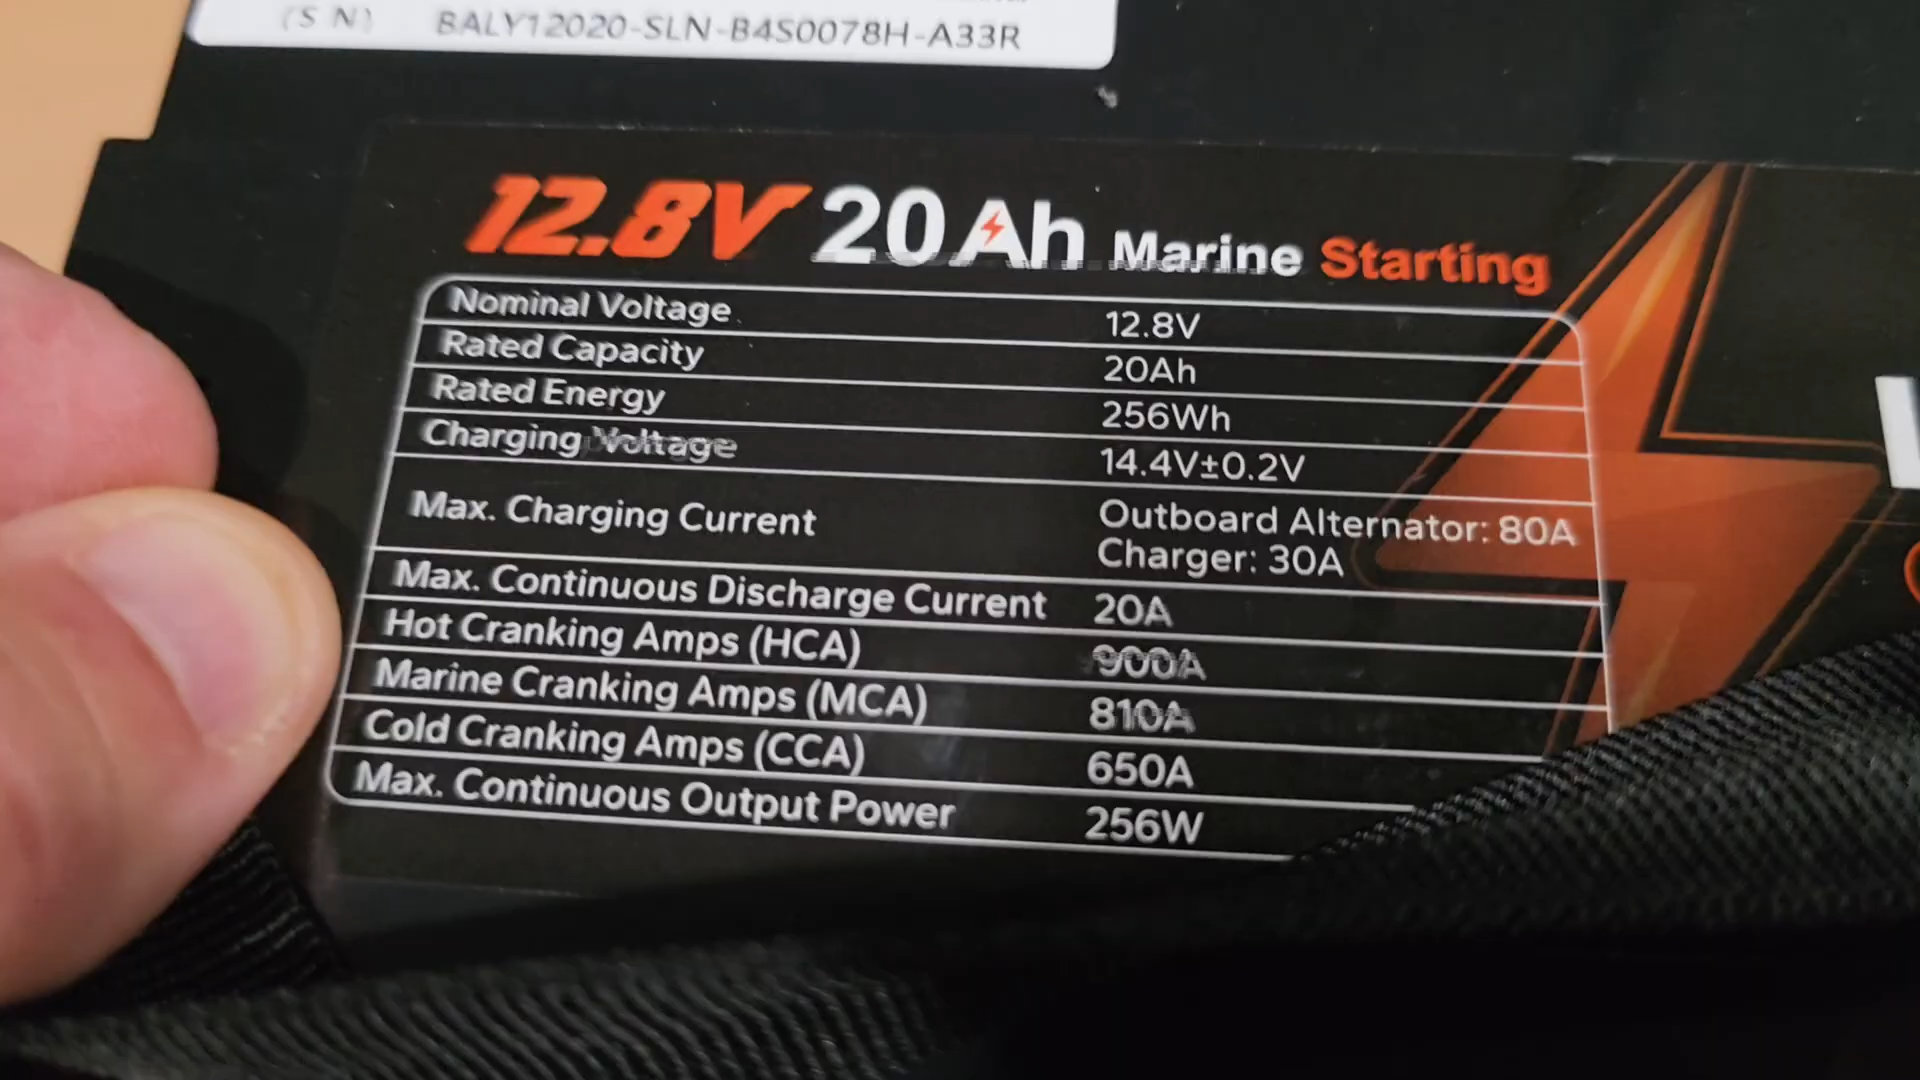 (S N) BALY12020-SLN-B4S0078H-A33R
12.8V 20Ah Marine Starting
Nominal Voltage 12.8V
Rated Capacity 20Ah
Rated Energy 256Wh
Charging Voltage 14.4V±0.2V
Max. Charging Current Outboard Alternator: 80A
Charger: 30A
Max. Continuous Discharge Current 20A
Hot Cranking Amps (HCA) 900A
Marine Cranking Amps (MCA) 810A
Cold Cranking Amps (CCA) 650A
Max. Continuous Output Power 256W